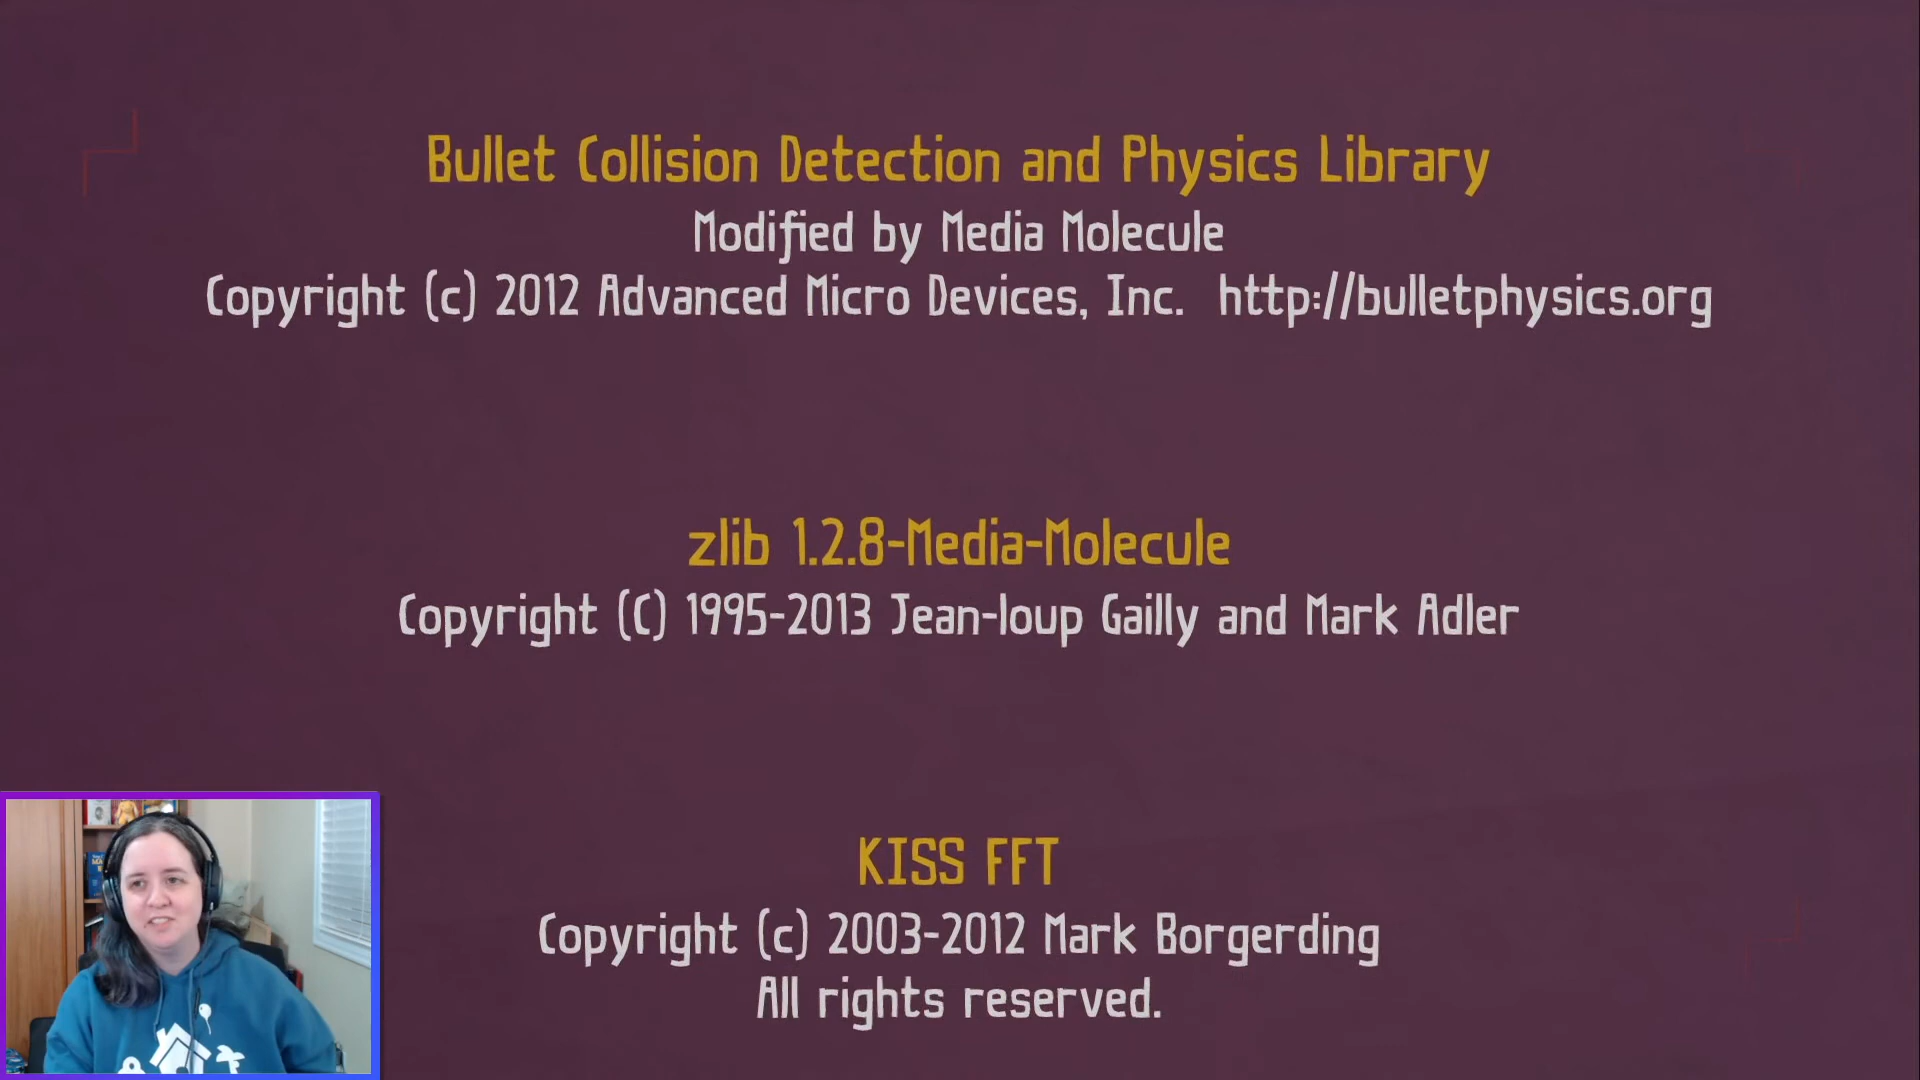 Bullet Collision Detection and Physics Library
Modified by Media Molecule
Copyright (c) 2012 Advanced Micro Devices, Inc.  http://bulletphysics.org
zlib 1.2.8-Media-Molecule
Copyright (C) 1995-2013 Jean-loup Gailly and Mark Adler
KISS FFT
Copyright (c) 2003-2012 Mark Borgerding
All rights reserved.